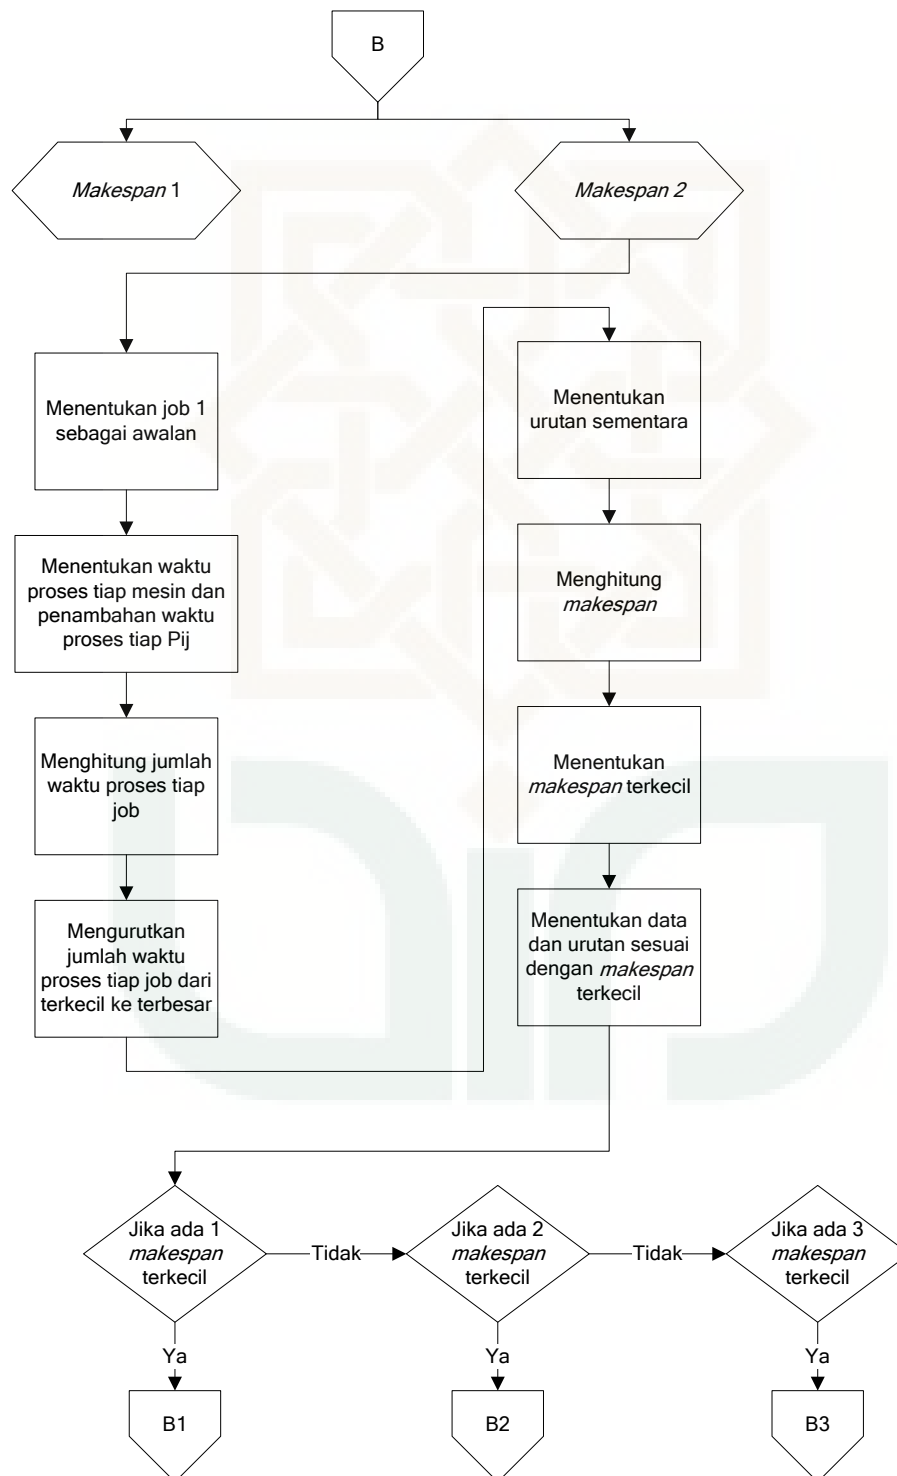 B
Makespan 1
Makespan 2
Menentukan job 1
sebagai awalan
Menentukan waktu
proses tiap mesin dan
penambahan waktu
proses tiap Pij
Menghitung jumlah
waktu proses tiap
job
Mengurutkan
jumlah waktu
proses tiap job dari
terkecil ke terbesar
Menentukan
urutan sementara
Menghitung
makespan
Menentukan
makespan terkecil
Menentukan data
dan urutan sesuai
dengan makespan
terkecil
Jika ada 1
makespan
terkecil
Tidak
Jika ada 2
makespan
terkecil
Tidak
Jika ada 3
makespan
terkecil
Ya
Ya
Ya
B1
B2
B3